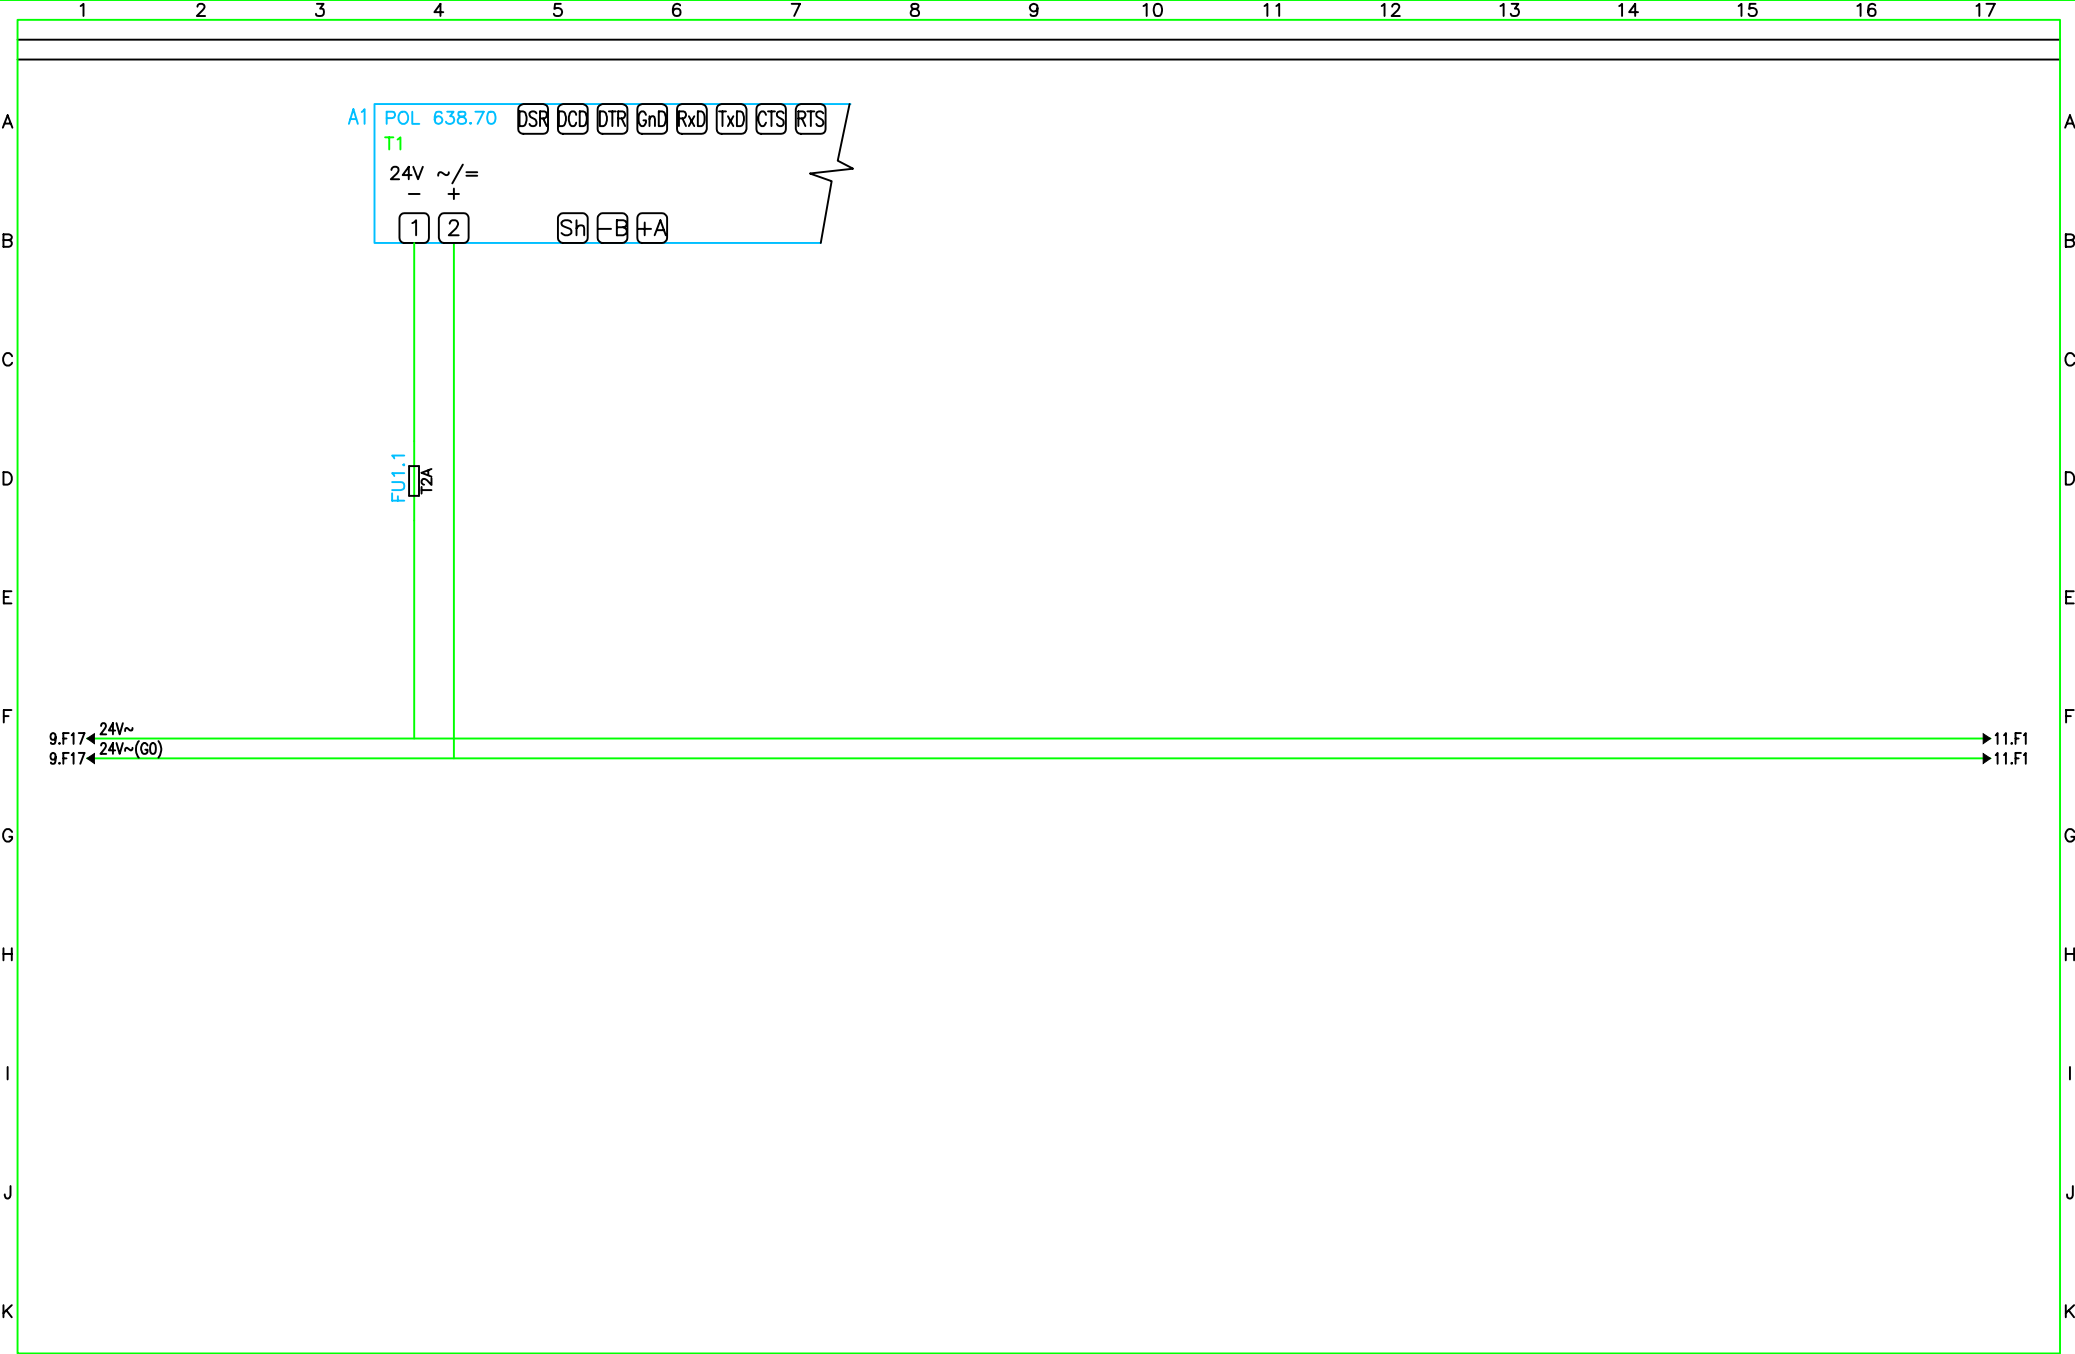 1 2 3 4 5 6 7 8 9 10 11 12 13 14 15 16 17
A A1 POL 638.70 DSR DCD DTR GnD RxD TxD CTS RTS A
T1
24V ~/=
− +
B 1 2 Sh −B +A B
C C
D FU1.1 T2A D
E E
F F
9.F17 24V~ 11.F1
9.F17 24V~(G0) 11.F1
G G
H H
I I
J J
K K